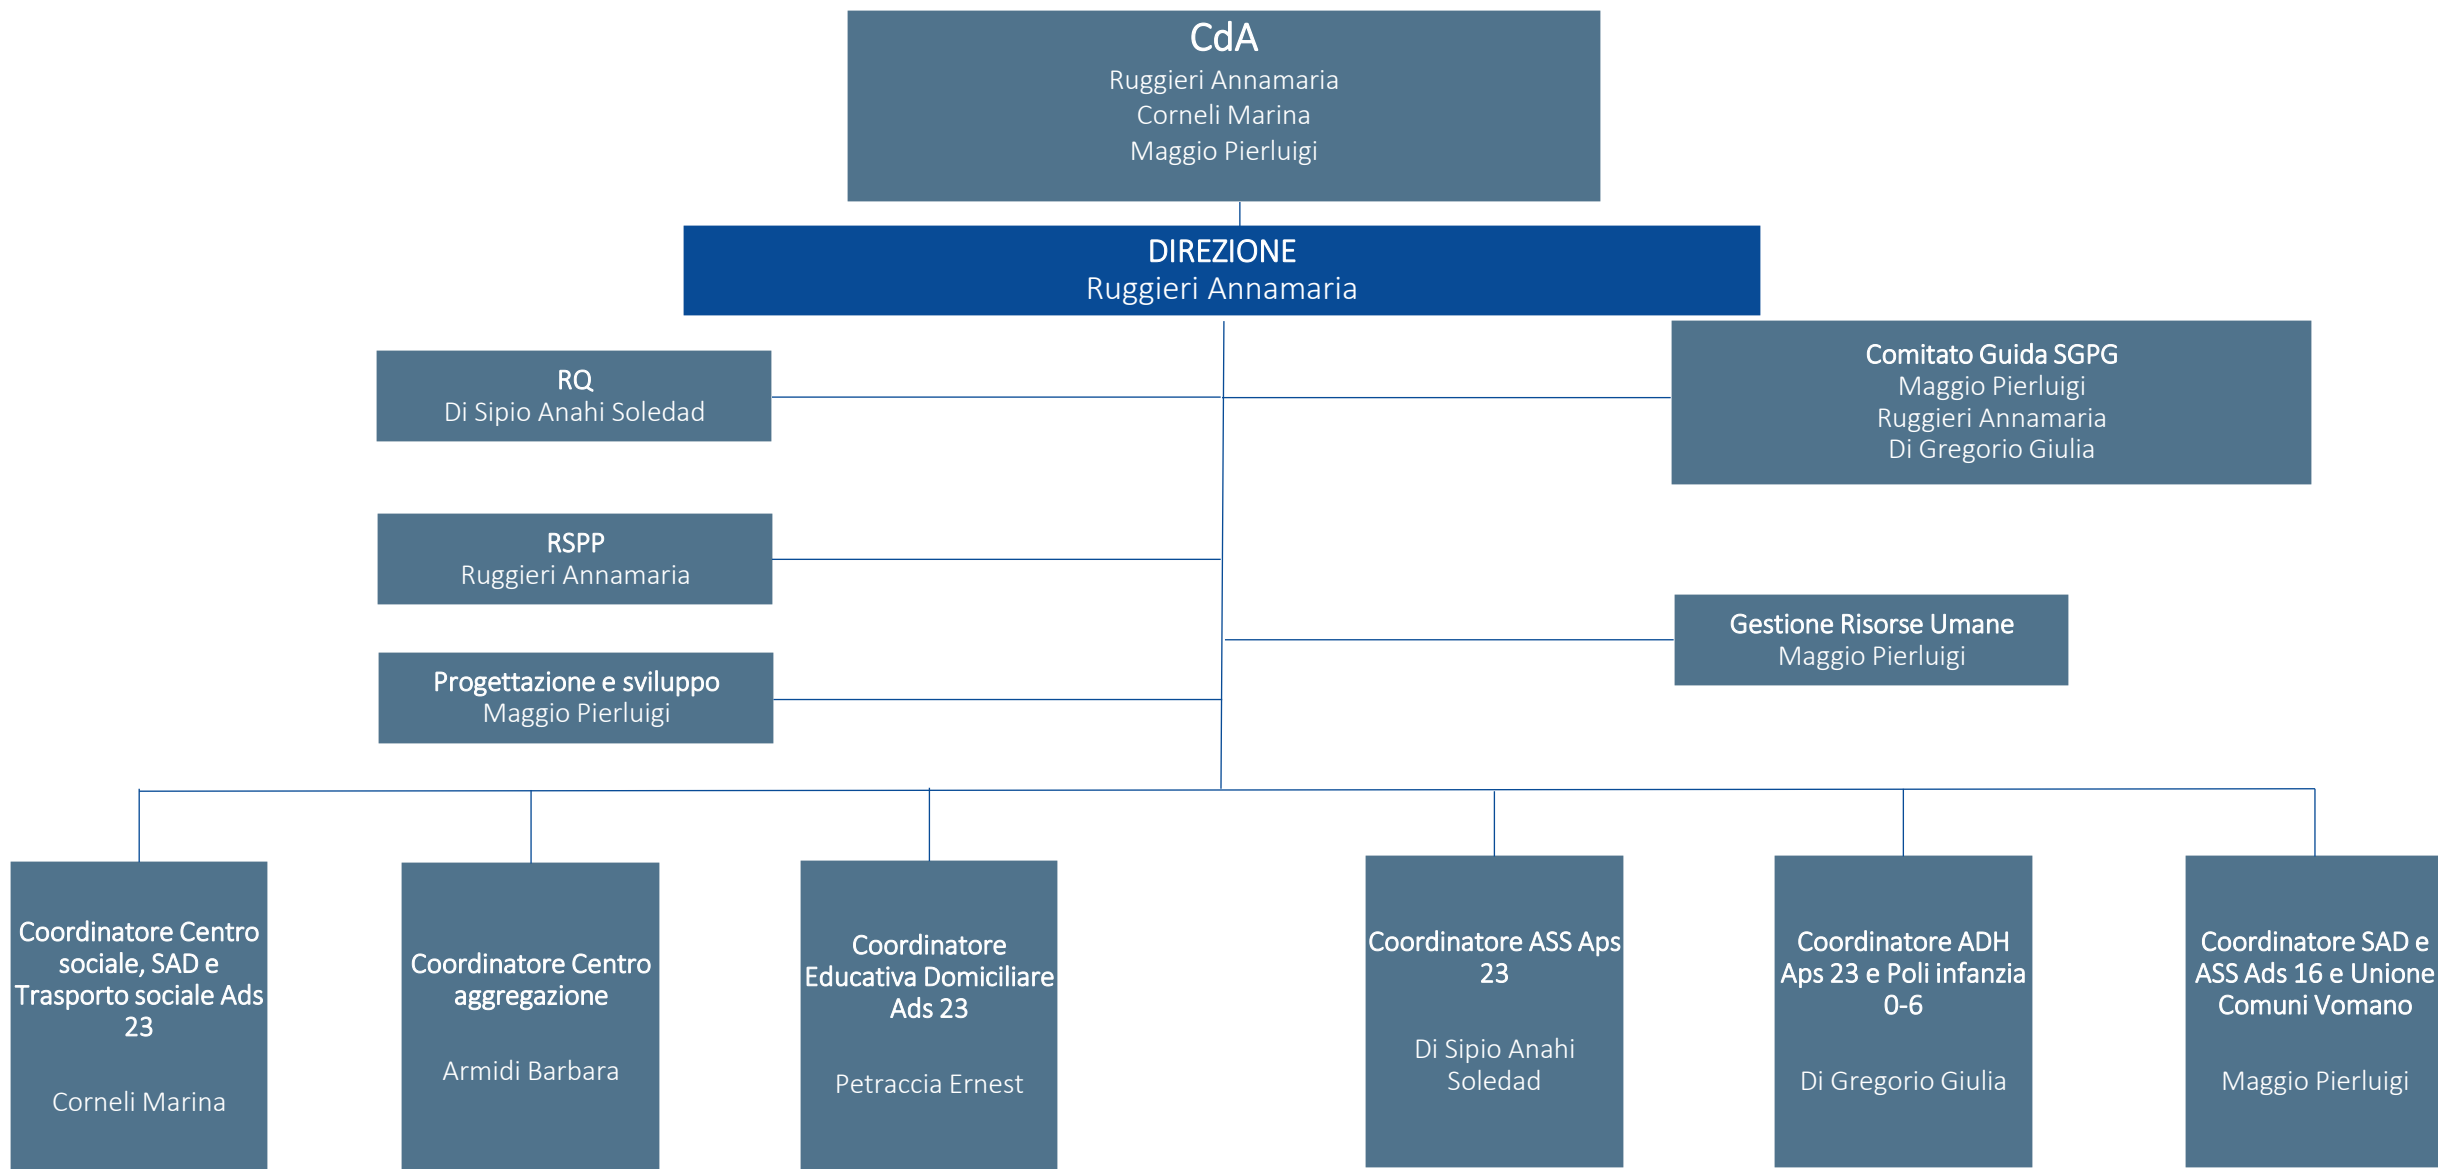 CdA
Ruggieri Annamaria
Corneli Marina
Maggio Pierluigi
DIREZIONE
Ruggieri Annamaria
RQ
Di Sipio Anahi Soledad
Comitato Guida SGPG
Maggio Pierluigi
Ruggieri Annamaria
Di Gregorio Giulia
RSPP
Ruggieri Annamaria
Gestione Risorse Umane
Maggio Pierluigi
Progettazione e sviluppo
Maggio Pierluigi
Coordinatore Centro
sociale, SAD e
Trasporto sociale Ads
23
Corneli Marina
Coordinatore Centro
aggregazione
Armidi Barbara
Coordinatore
Educativa Domiciliare
Ads 23
Petraccia Ernest
Coordinatore ASS Aps
23
Di Sipio Anahi
Soledad
Coordinatore ADH
Aps 23 e Poli infanzia
0-6
Di Gregorio Giulia
Coordinatore SAD e
ASS Ads 16 e Unione
Comuni Vomano
Maggio Pierluigi